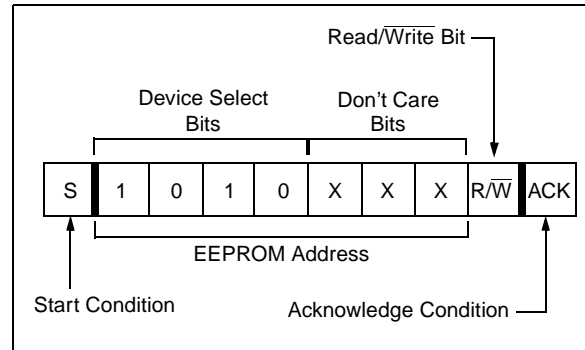 Read/Write Bit
Device Select
Bits
Don't Care
Bits
S 1 0 1 0 X X X R/W ACK
EEPROM Address
Start Condition
Acknowledge Condition